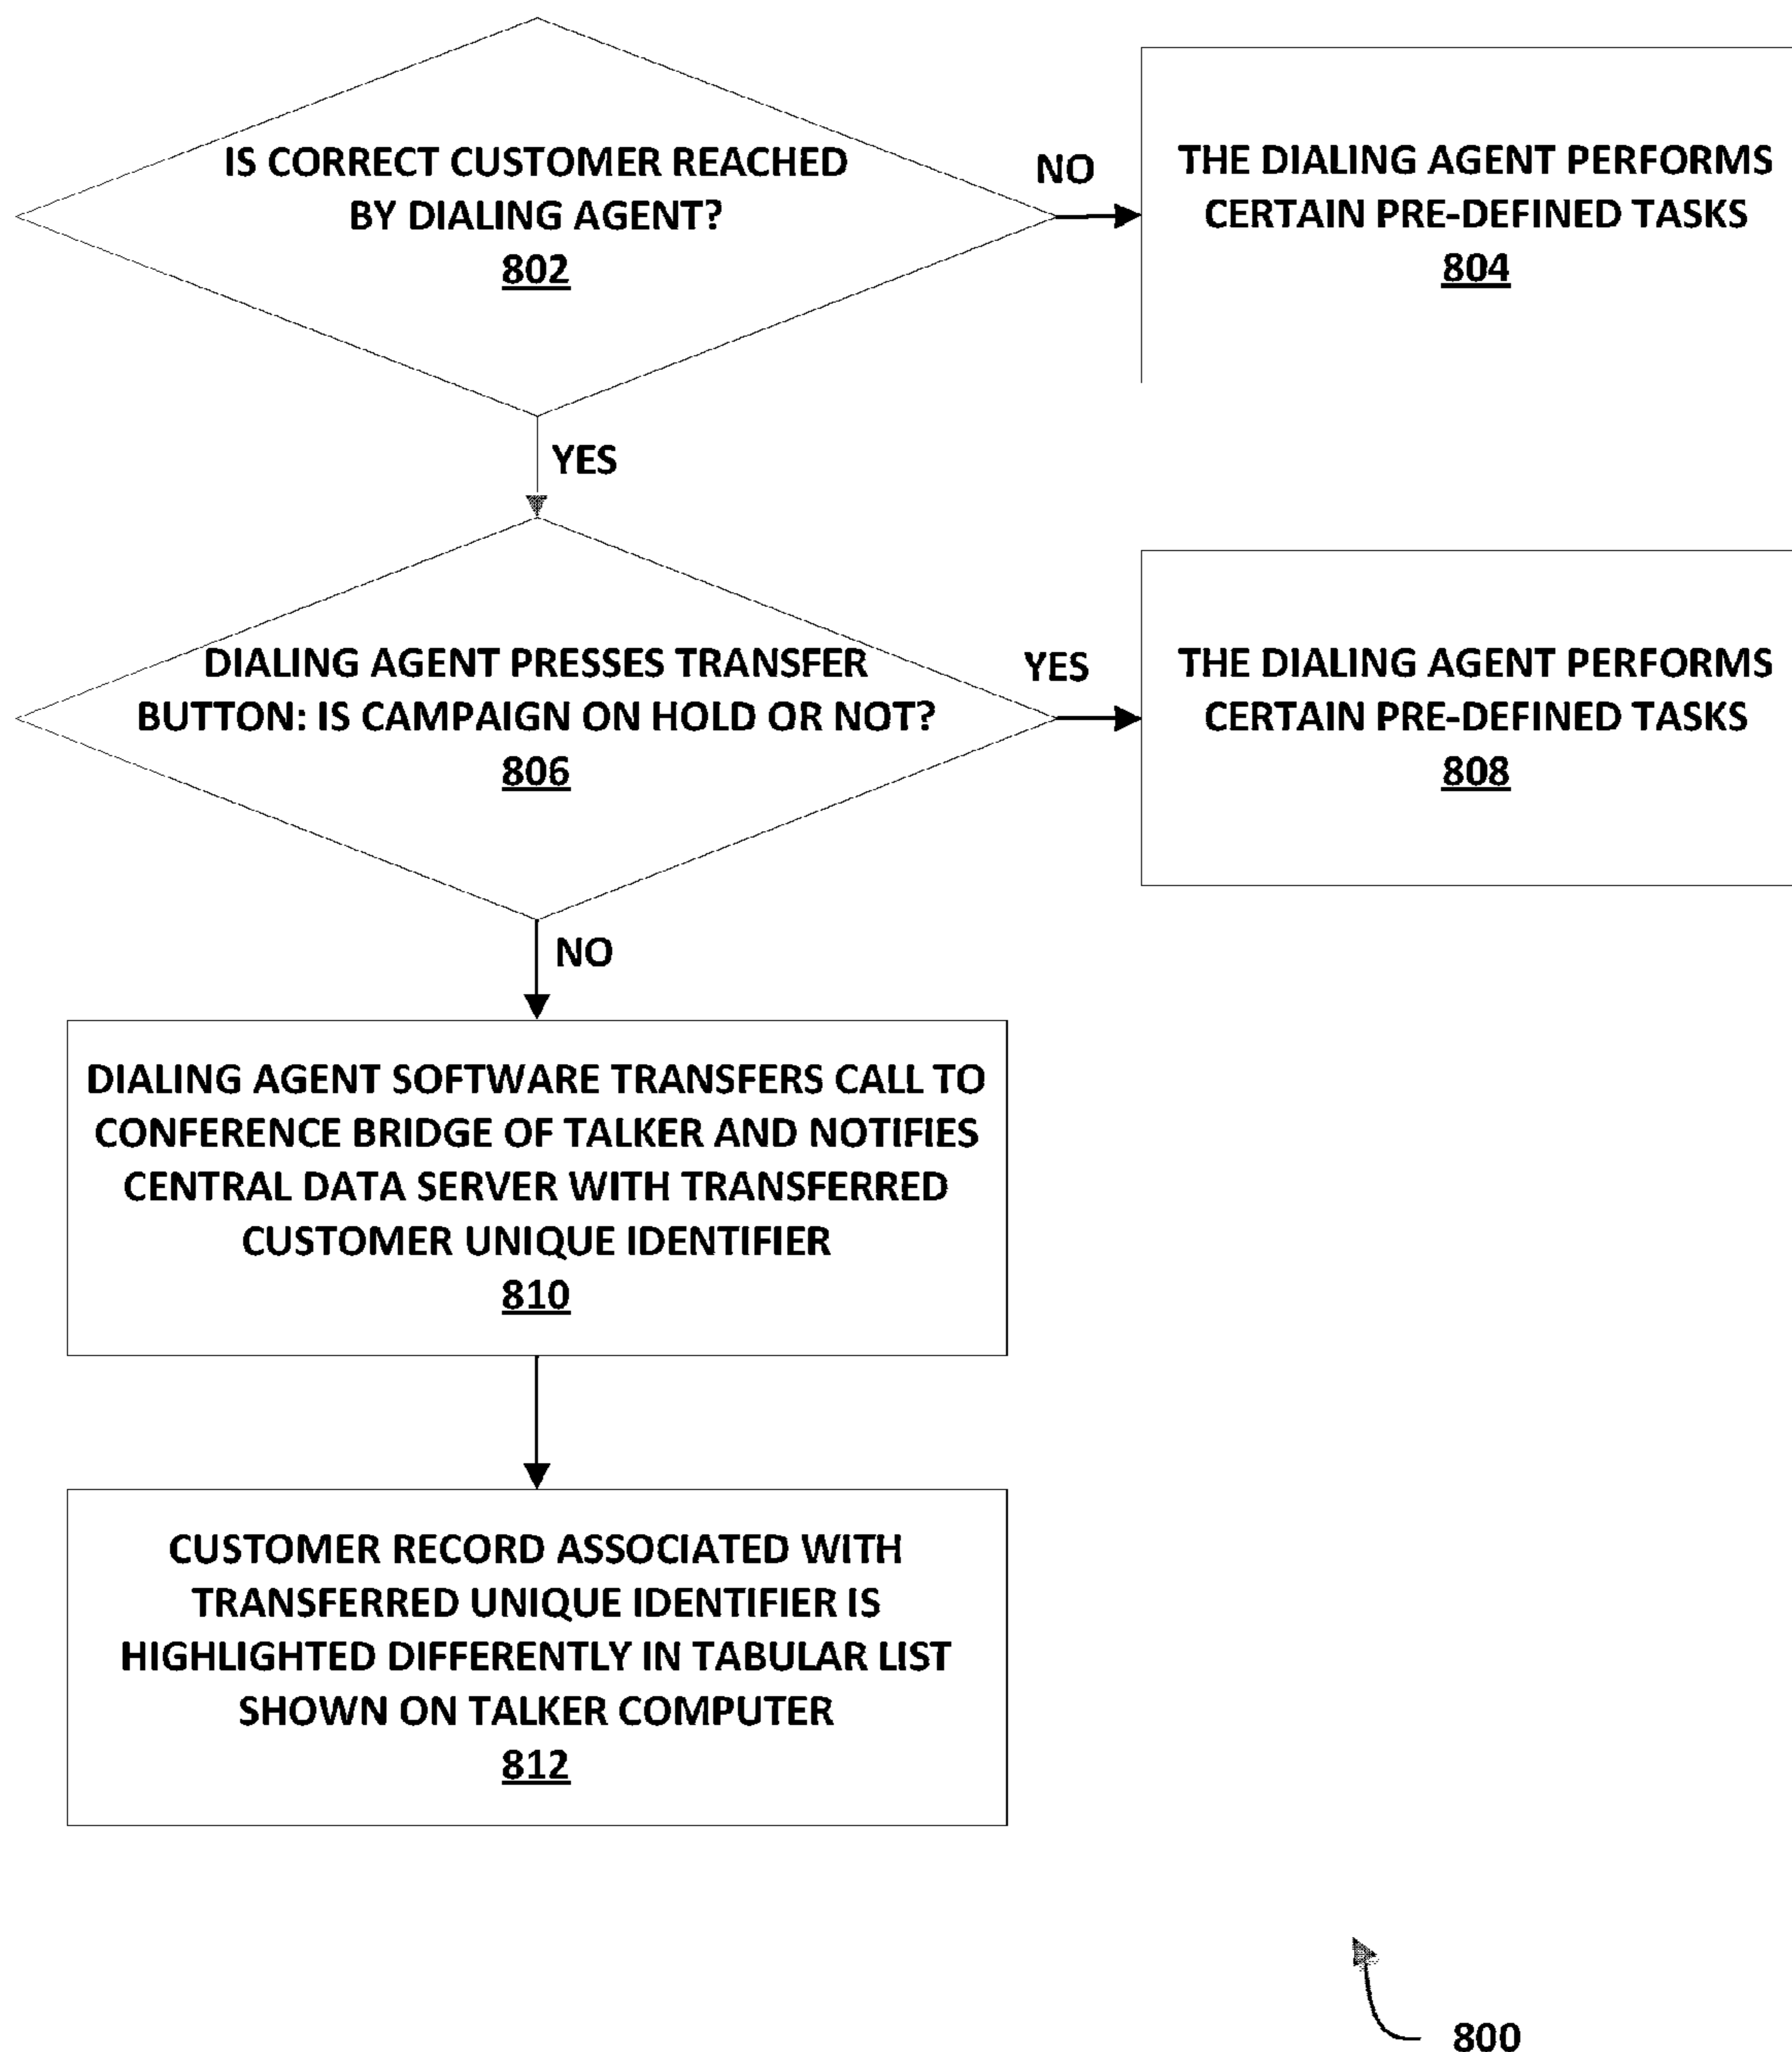 IS CORRECT CUSTOMER REACHED
BY DIALING AGENT?
802
NO
THE DIALING AGENT PERFORMS
CERTAIN PRE-DEFINED TASKS
804
YES
DIALING AGENT PRESSES TRANSFER
BUTTON: IS CAMPAIGN ON HOLD OR NOT?
806
YES
THE DIALING AGENT PERFORMS
CERTAIN PRE-DEFINED TASKS
808
NO
DIALING AGENT SOFTWARE TRANSFERS CALL TO
CONFERENCE BRIDGE OF TALKER AND NOTIFIES
CENTRAL DATA SERVER WITH TRANSFERRED
CUSTOMER UNIQUE IDENTIFIER
810
CUSTOMER RECORD ASSOCIATED WITH
TRANSFERRED UNIQUE IDENTIFIER IS
HIGHLIGHTED DIFFERENTLY IN TABULAR LIST
SHOWN ON TALKER COMPUTER
812
800